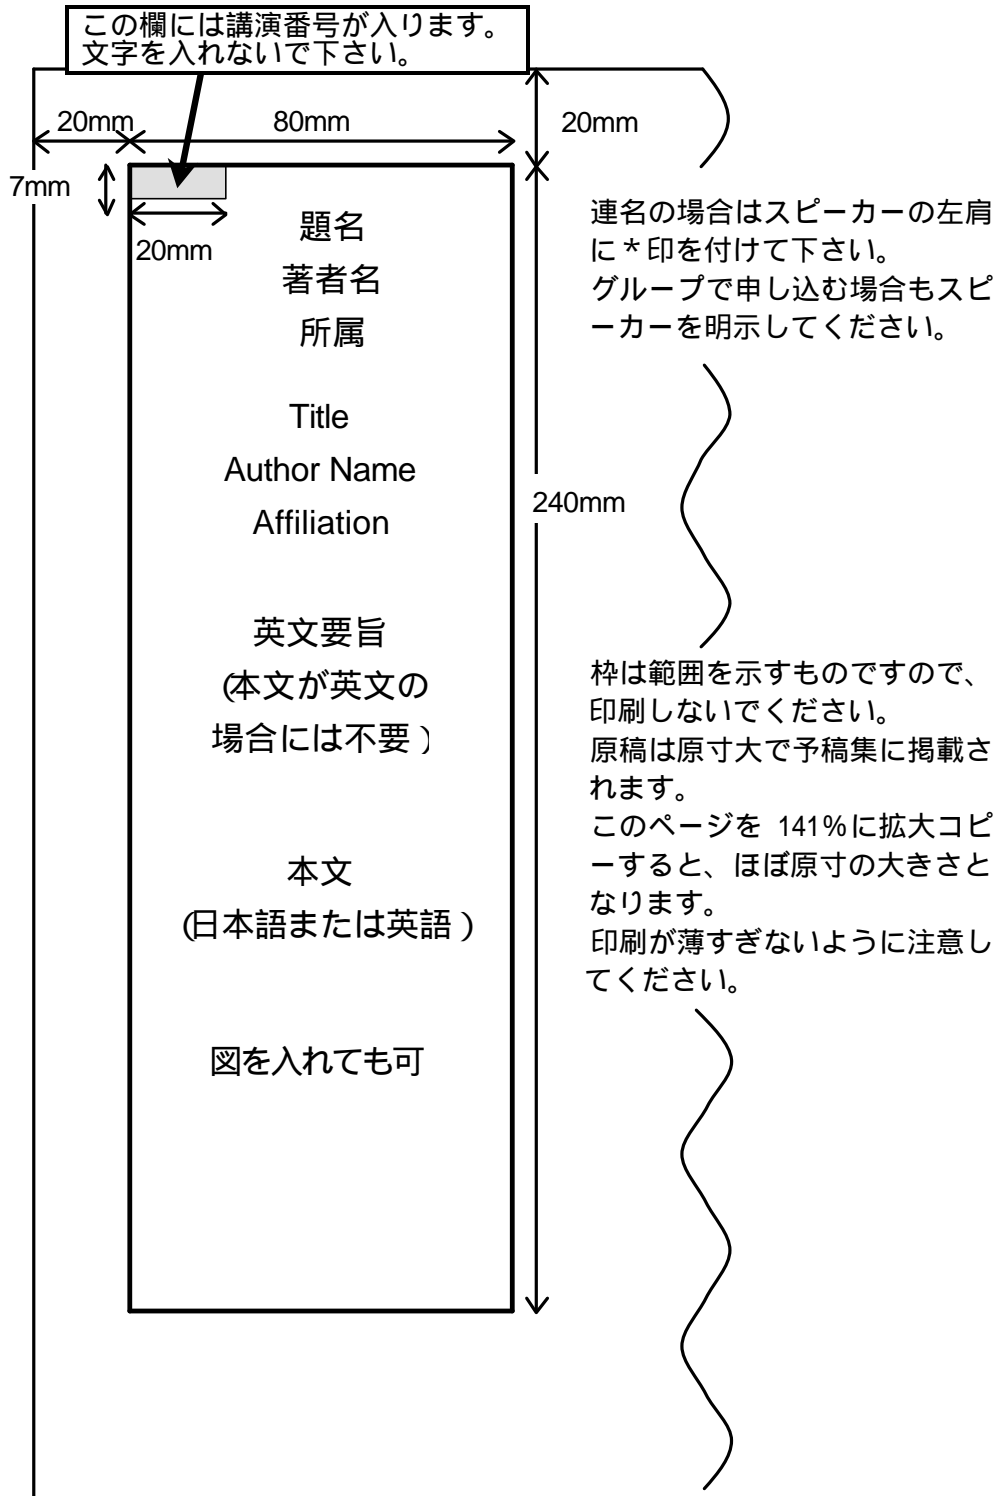 この欄には講演番号が入ります。
文字を入れないで下さい。
20mm
80mm
20mm
7mm
20mm
題名
著者名
所属
Title
Author Name
Affiliation
240mm
英文要旨
(本文が英文の
場合には不要)
本文
(日本語または英語)
図を入れても可
連名の場合はスピーカーの左肩
に*印を付けて下さい。
グループで申し込む場合もスピ
ーカーを明示してください。
枠は範囲を示すものですので、
印刷しないでください。
原稿は原寸大で予稿集に掲載さ
れます。
このページを 141%に拡大コピ
ーすると、ほぼ原寸の大きさと
なります。
印刷が薄すぎないように注意し
てください。